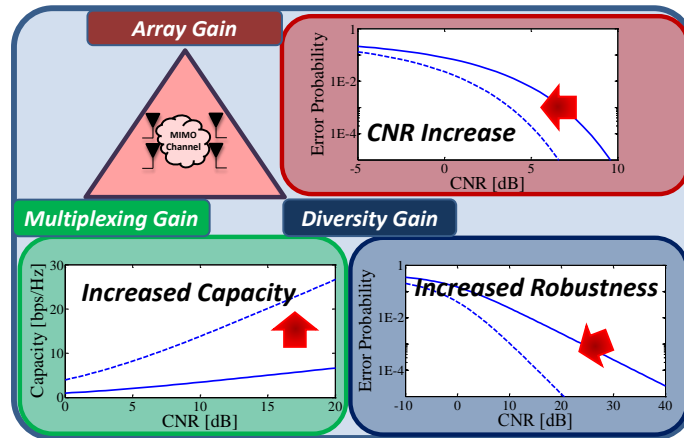 Array Gain
MIMO
Channel
Error Probability
1
1E-2
1E-4
-5
0
5
10
CNR [dB]
CNR Increase
Multiplexing Gain
Diversity Gain
Capacity [bps/Hz]
30
20
10
0
0
5
10
15
20
CNR [dB]
Increased Capacity
Error Probability
1
1E-2
1E-4
-10
0
10
20
30
40
CNR [dB]
Increased Robustness